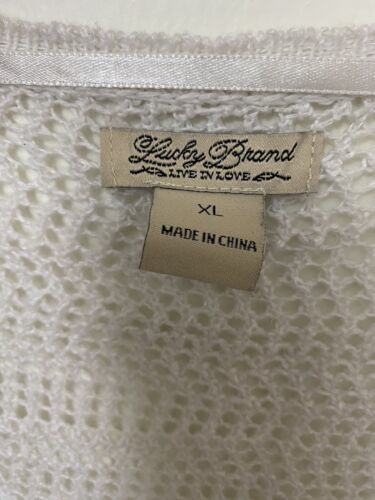 Lucky Brand
LIVE IN LOVE
XL
MADE IN CHINA